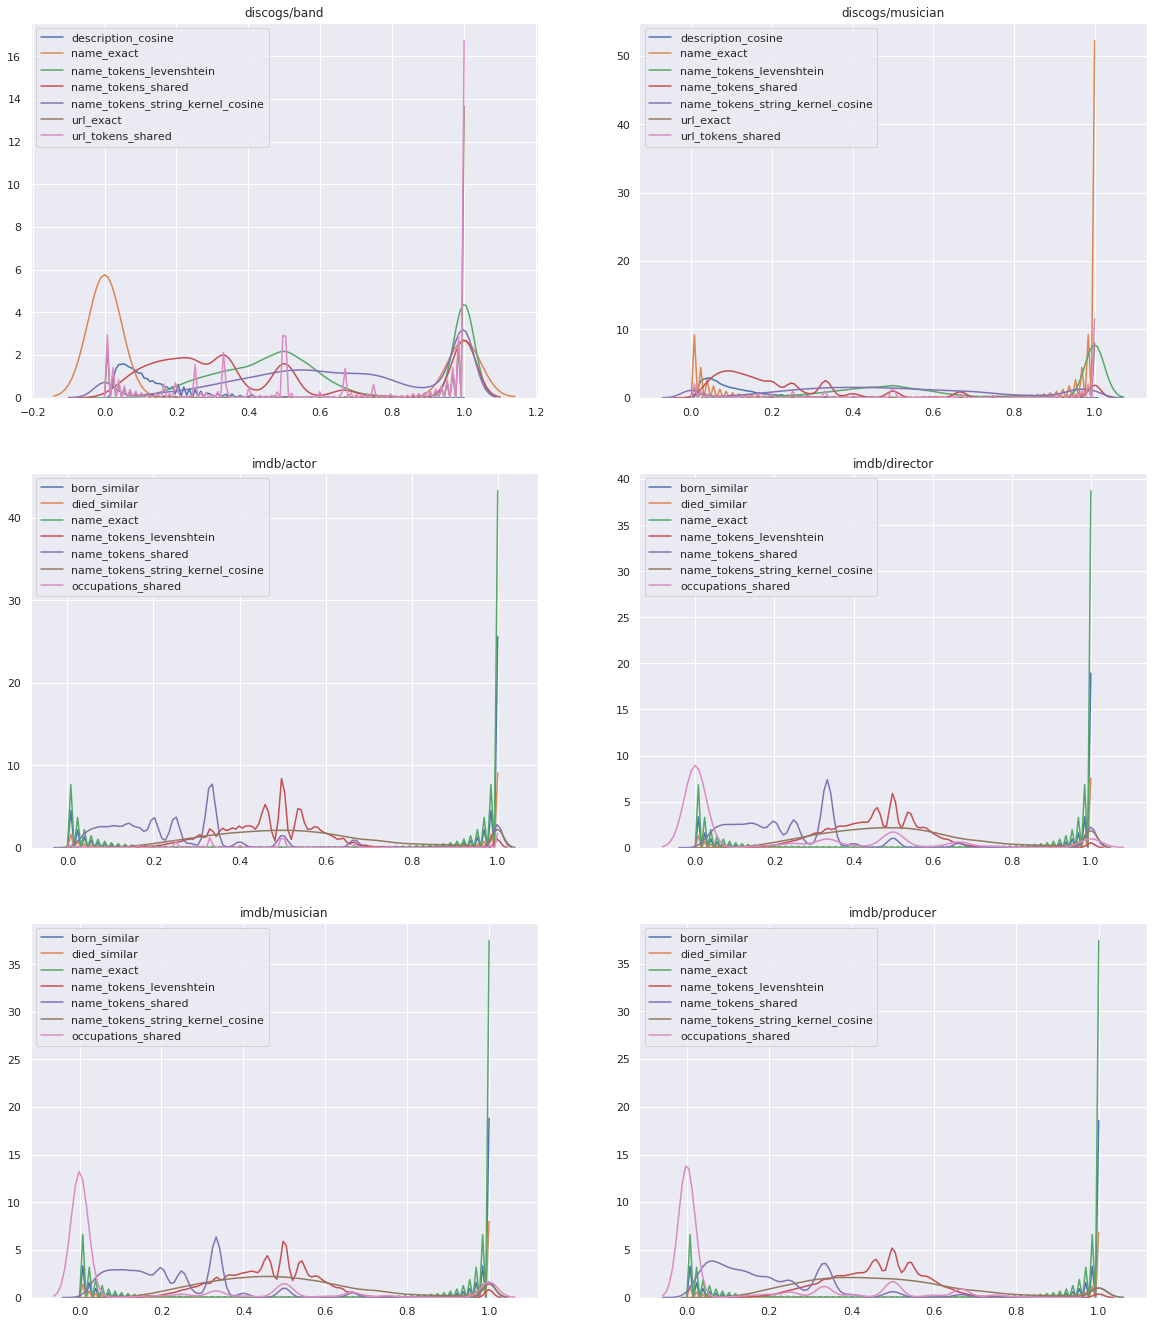 discogs/band
description_cosine
name_exact
name_tokens_levenshtein
name_tokens_shared
name_tokens_string_kernel_cosine
url_exact
url_tokens_shared
16
14
12
10
8
6
4
2
0
−0.2 0.0 0.2 0.4 0.6 0.8 1.0 1.2
discogs/musician
description_cosine
name_exact
name_tokens_levenshtein
name_tokens_shared
name_tokens_string_kernel_cosine
url_exact
url_tokens_shared
50
40
30
20
10
0
0.0 0.2 0.4 0.6 0.8 1.0
imdb/actor
born_similar
died_similar
name_exact
name_tokens_levenshtein
name_tokens_shared
name_tokens_string_kernel_cosine
occupations_shared
40
30
20
10
0
0.0 0.2 0.4 0.6 0.8 1.0
imdb/director
born_similar
died_similar
name_exact
name_tokens_levenshtein
name_tokens_shared
name_tokens_string_kernel_cosine
occupations_shared
40
35
30
25
20
15
10
5
0
0.0 0.2 0.4 0.6 0.8 1.0
imdb/musician
born_similar
died_similar
name_exact
name_tokens_levenshtein
name_tokens_shared
name_tokens_string_kernel_cosine
occupations_shared
35
30
25
20
15
10
5
0
0.0 0.2 0.4 0.6 0.8 1.0
imdb/producer
born_similar
died_similar
name_exact
name_tokens_levenshtein
name_tokens_shared
name_tokens_string_kernel_cosine
occupations_shared
35
30
25
20
15
10
5
0
0.0 0.2 0.4 0.6 0.8 1.0